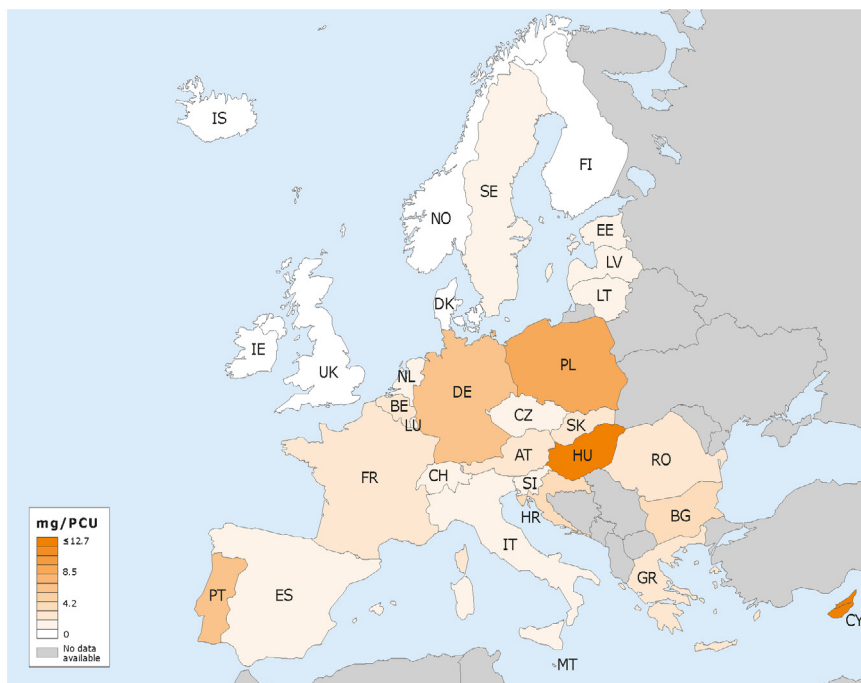 IS
FI
SE
NO
EE
LV
LT
DK
IE
UK
NL
PL
DE
BE
LU
CZ
SK
AT
HU
RO
FR
CH
SI
HR
BG
IT
PT
ES
GR
CY
MT
mg/PCU
≤12.7
8.5
4.2
0
No data
available